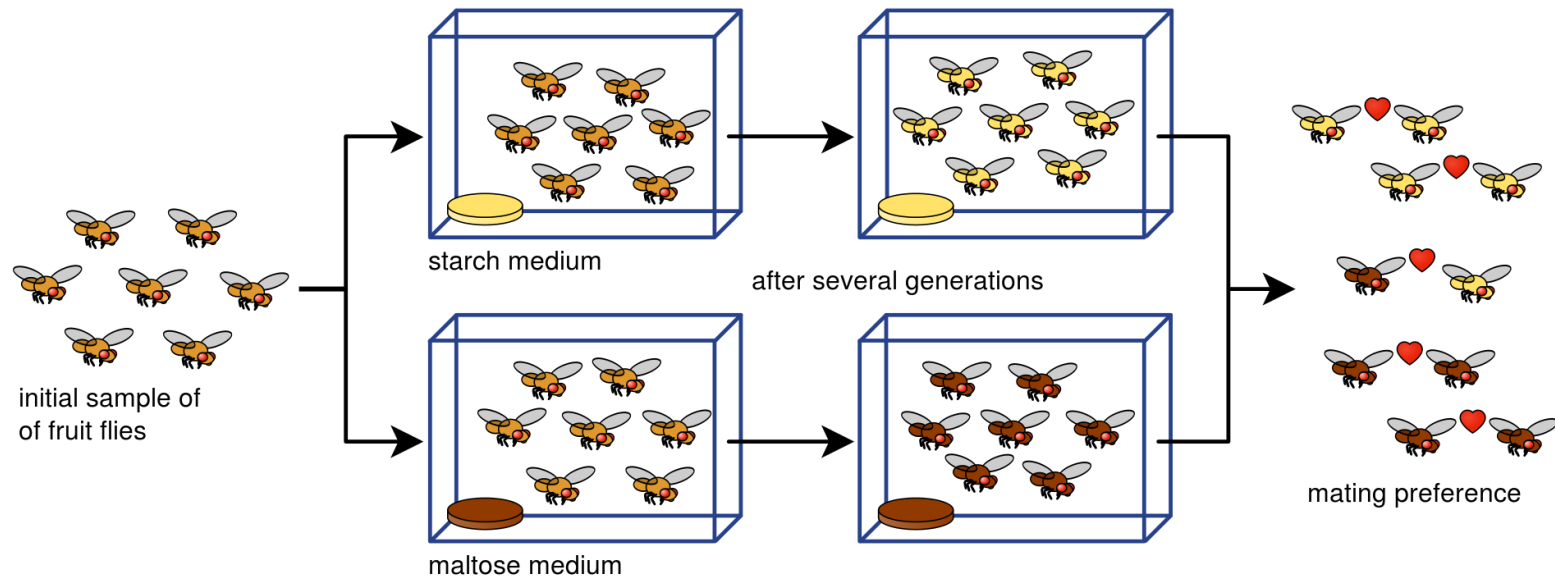 initial sample of
of fruit flies
starch medium
maltose medium
after several generations
mating preference